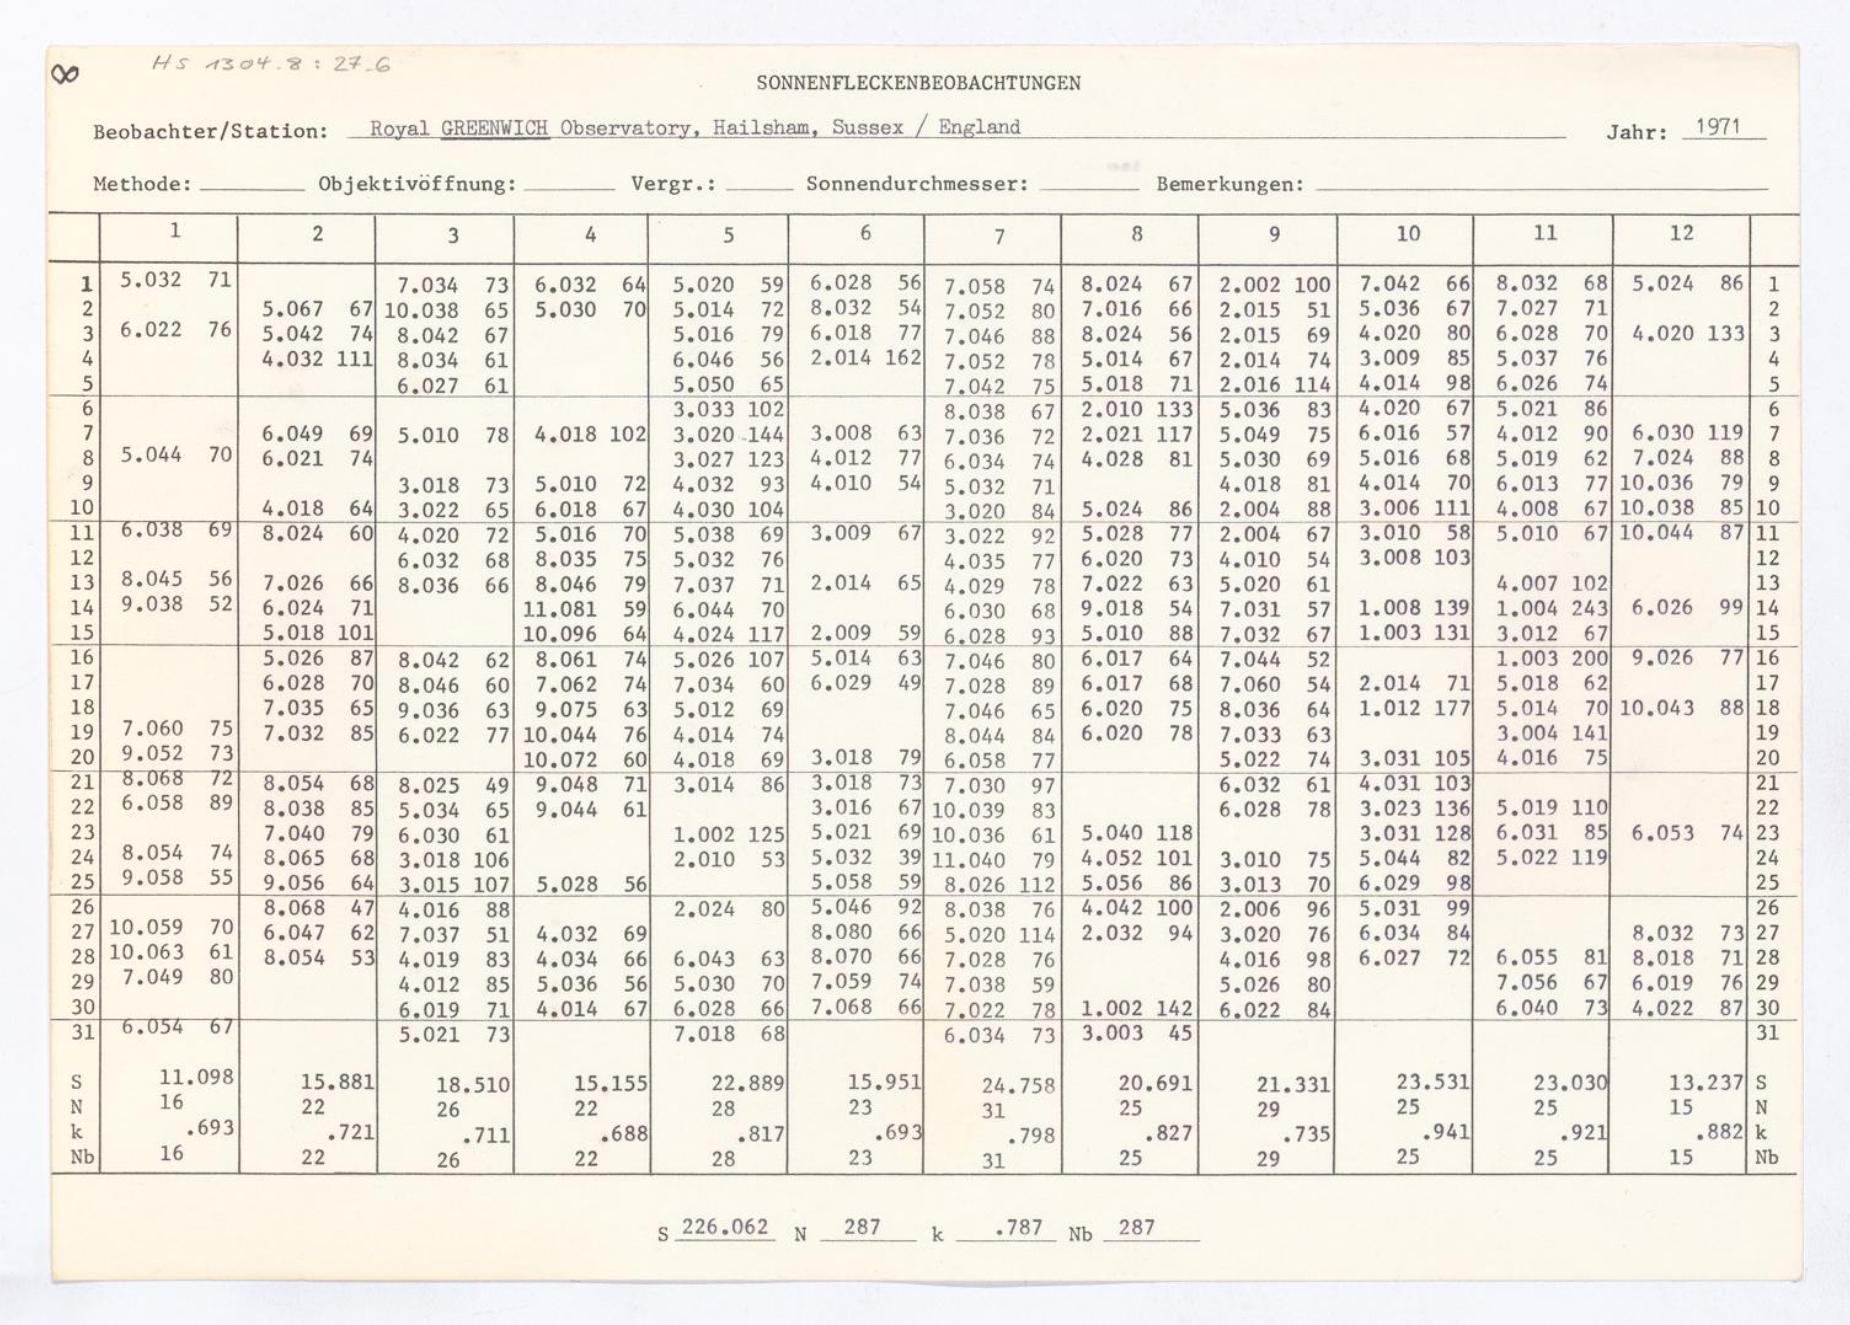 HS 1304.8 : 27.6
8
SONNENFLECKENBEOBACHTUNGEN
Beobachter/Station: Royal GREENWICH Observatory, Hailsham, Sussex / England Jahr: 1971
Methode: Objektivöffnung: Vergr.: Sonnendurchmesser: Bemerkungen:
1 2 3 4 5 6 7 8 9 10 11 12
1 5.032 71 7.034 73 6.032 64 5.020 59 6.028 56 7.058 74 8.024 67 2.002 100 7.042 66 8.032 68 5.024 86 1
2 5.067 67 10.038 65 5.030 70 5.014 72 8.032 54 7.052 80 7.016 66 2.015 51 5.036 67 7.027 71 2
3 6.022 76 5.042 74 8.042 67 5.016 79 6.018 77 7.046 88 8.024 56 2.015 69 4.020 80 6.028 70 4.020 133 3
4 4.032 111 8.034 61 6.046 56 2.014 162 7.052 78 5.014 67 2.014 74 3.009 85 5.037 76 4
5 6.027 61 5.050 65 7.042 75 5.018 71 2.016 114 4.014 98 6.026 74 5
6 3.033 102 8.038 67 2.010 133 5.036 83 4.020 67 5.021 86 6
7 6.049 69 5.010 78 4.018 102 3.020 144 3.008 63 7.036 72 2.021 117 5.049 75 6.016 57 4.012 90 6.030 119 7
8 5.044 70 6.021 74 3.027 123 4.012 77 6.034 74 4.028 81 5.030 69 5.016 68 5.019 62 7.024 88 8
9 3.018 73 5.010 72 4.032 93 4.010 54 5.032 71 4.018 81 4.014 70 6.013 77 10.036 79 9
10 4.018 64 3.022 65 6.018 67 4.030 104 3.020 84 5.024 86 2.004 88 3.006 111 4.008 67 10.038 85 10
11 6.038 69 8.024 60 4.020 72 5.016 70 5.038 69 3.009 67 3.022 92 5.028 77 2.004 67 3.010 58 5.010 67 10.044 87 11
12 6.032 68 8.035 75 5.032 76 4.035 77 6.020 73 4.010 54 3.008 103 12
13 8.045 56 7.026 66 8.036 66 8.046 79 7.037 71 2.014 65 4.029 78 7.022 63 5.020 61 4.007 102 13
14 9.038 52 6.024 71 11.081 59 6.044 70 6.030 68 9.018 54 7.031 57 1.008 139 1.004 243 6.026 99 14
15 5.018 101 10.096 64 4.024 117 2.009 59 6.028 93 5.010 88 7.032 67 1.003 131 3.012 67 15
16 5.026 87 8.042 62 8.061 74 5.026 107 5.014 63 7.046 80 6.017 64 7.044 52 1.003 200 9.026 77 16
17 6.028 70 8.046 60 7.062 74 7.034 60 6.029 49 7.028 89 6.017 68 7.060 54 2.014 71 5.018 62 17
18 7.035 65 9.036 63 9.075 63 5.012 69 7.046 65 6.020 75 8.036 64 1.012 177 5.014 70 10.043 88 18
19 7.060 75 7.032 85 6.022 77 10.044 76 4.014 74 8.044 84 6.020 78 7.033 63 3.004 141 19
20 9.052 73 10.072 60 4.018 69 3.018 79 6.058 77 5.022 74 3.031 105 4.016 75 20
21 8.068 72 8.054 68 8.025 49 9.048 71 3.014 86 3.018 73 7.030 97 6.032 61 4.031 103 21
22 6.058 89 8.038 85 5.034 65 9.044 61 3.016 67 10.039 83 6.028 78 3.023 136 5.019 110 22
23 7.040 79 6.030 61 1.002 125 5.021 69 10.036 61 5.040 118 3.031 128 6.031 85 6.053 74 23
24 8.054 74 8.065 68 3.018 106 2.010 53 5.032 39 11.040 79 4.052 101 3.010 75 5.044 82 5.022 119 24
25 9.058 55 9.056 64 3.015 107 5.028 56 5.058 59 8.026 112 5.056 86 3.013 70 6.029 98 25
26 8.068 47 4.016 88 2.024 80 5.046 92 8.038 76 4.042 100 2.006 96 5.031 99 26
27 10.059 70 6.047 62 7.037 51 4.032 69 8.080 66 5.020 114 2.032 94 3.020 76 6.034 84 8.032 73 27
28 10.063 61 8.054 53 4.019 83 4.034 66 6.043 63 8.070 66 7.028 76 4.016 98 6.027 72 6.055 81 8.018 71 28
29 7.049 80 4.012 85 5.036 56 5.030 70 7.059 74 7.038 59 5.026 80 7.056 67 6.019 76 29
30 6.019 71 4.014 67 6.028 66 7.068 66 7.022 78 1.002 142 6.022 84 6.040 73 4.022 87 30
31 6.054 67 5.021 73 7.018 68 6.034 73 3.003 45 31
S 11.098 15.881 18.510 15.155 22.889 15.951 24.758 20.691 21.331 23.531 23.030 13.237 S
N 16 22 26 22 28 23 31 25 29 25 25 15 N
k .693 .721 .711 .688 .817 .693 .798 .827 .735 .941 .921 .882 k
Nb 16 22 26 22 28 23 31 25 29 25 25 15 Nb
S 226.062 N 287 k .787 Nb 287